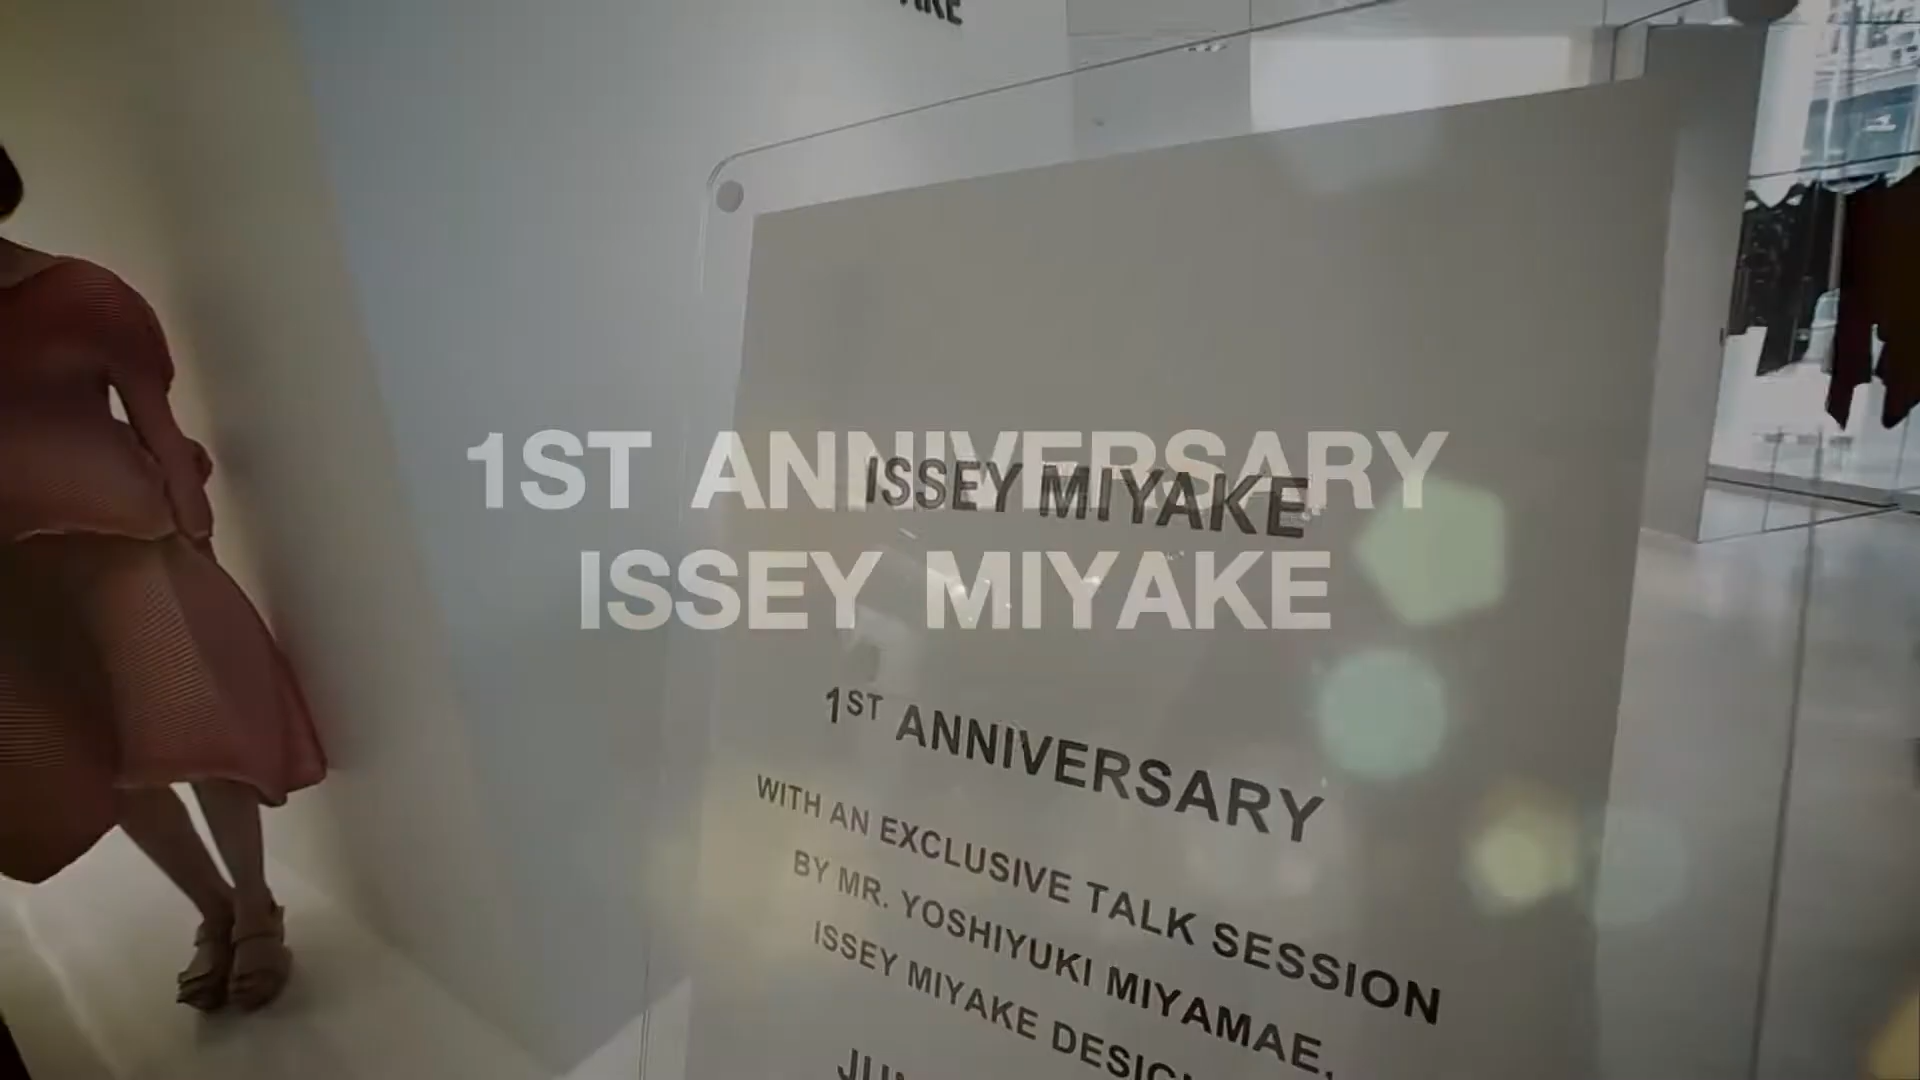 1ST ANNIVERSARY
ISSEY MIYAKE
ISSEY MIYAKE
1ST ANNIVERSARY
WITH AN EXCLUSIVE TALK SESSION
BY MR. YOSHIYUKI MIYAMAE,
ISSEY MIYAKE